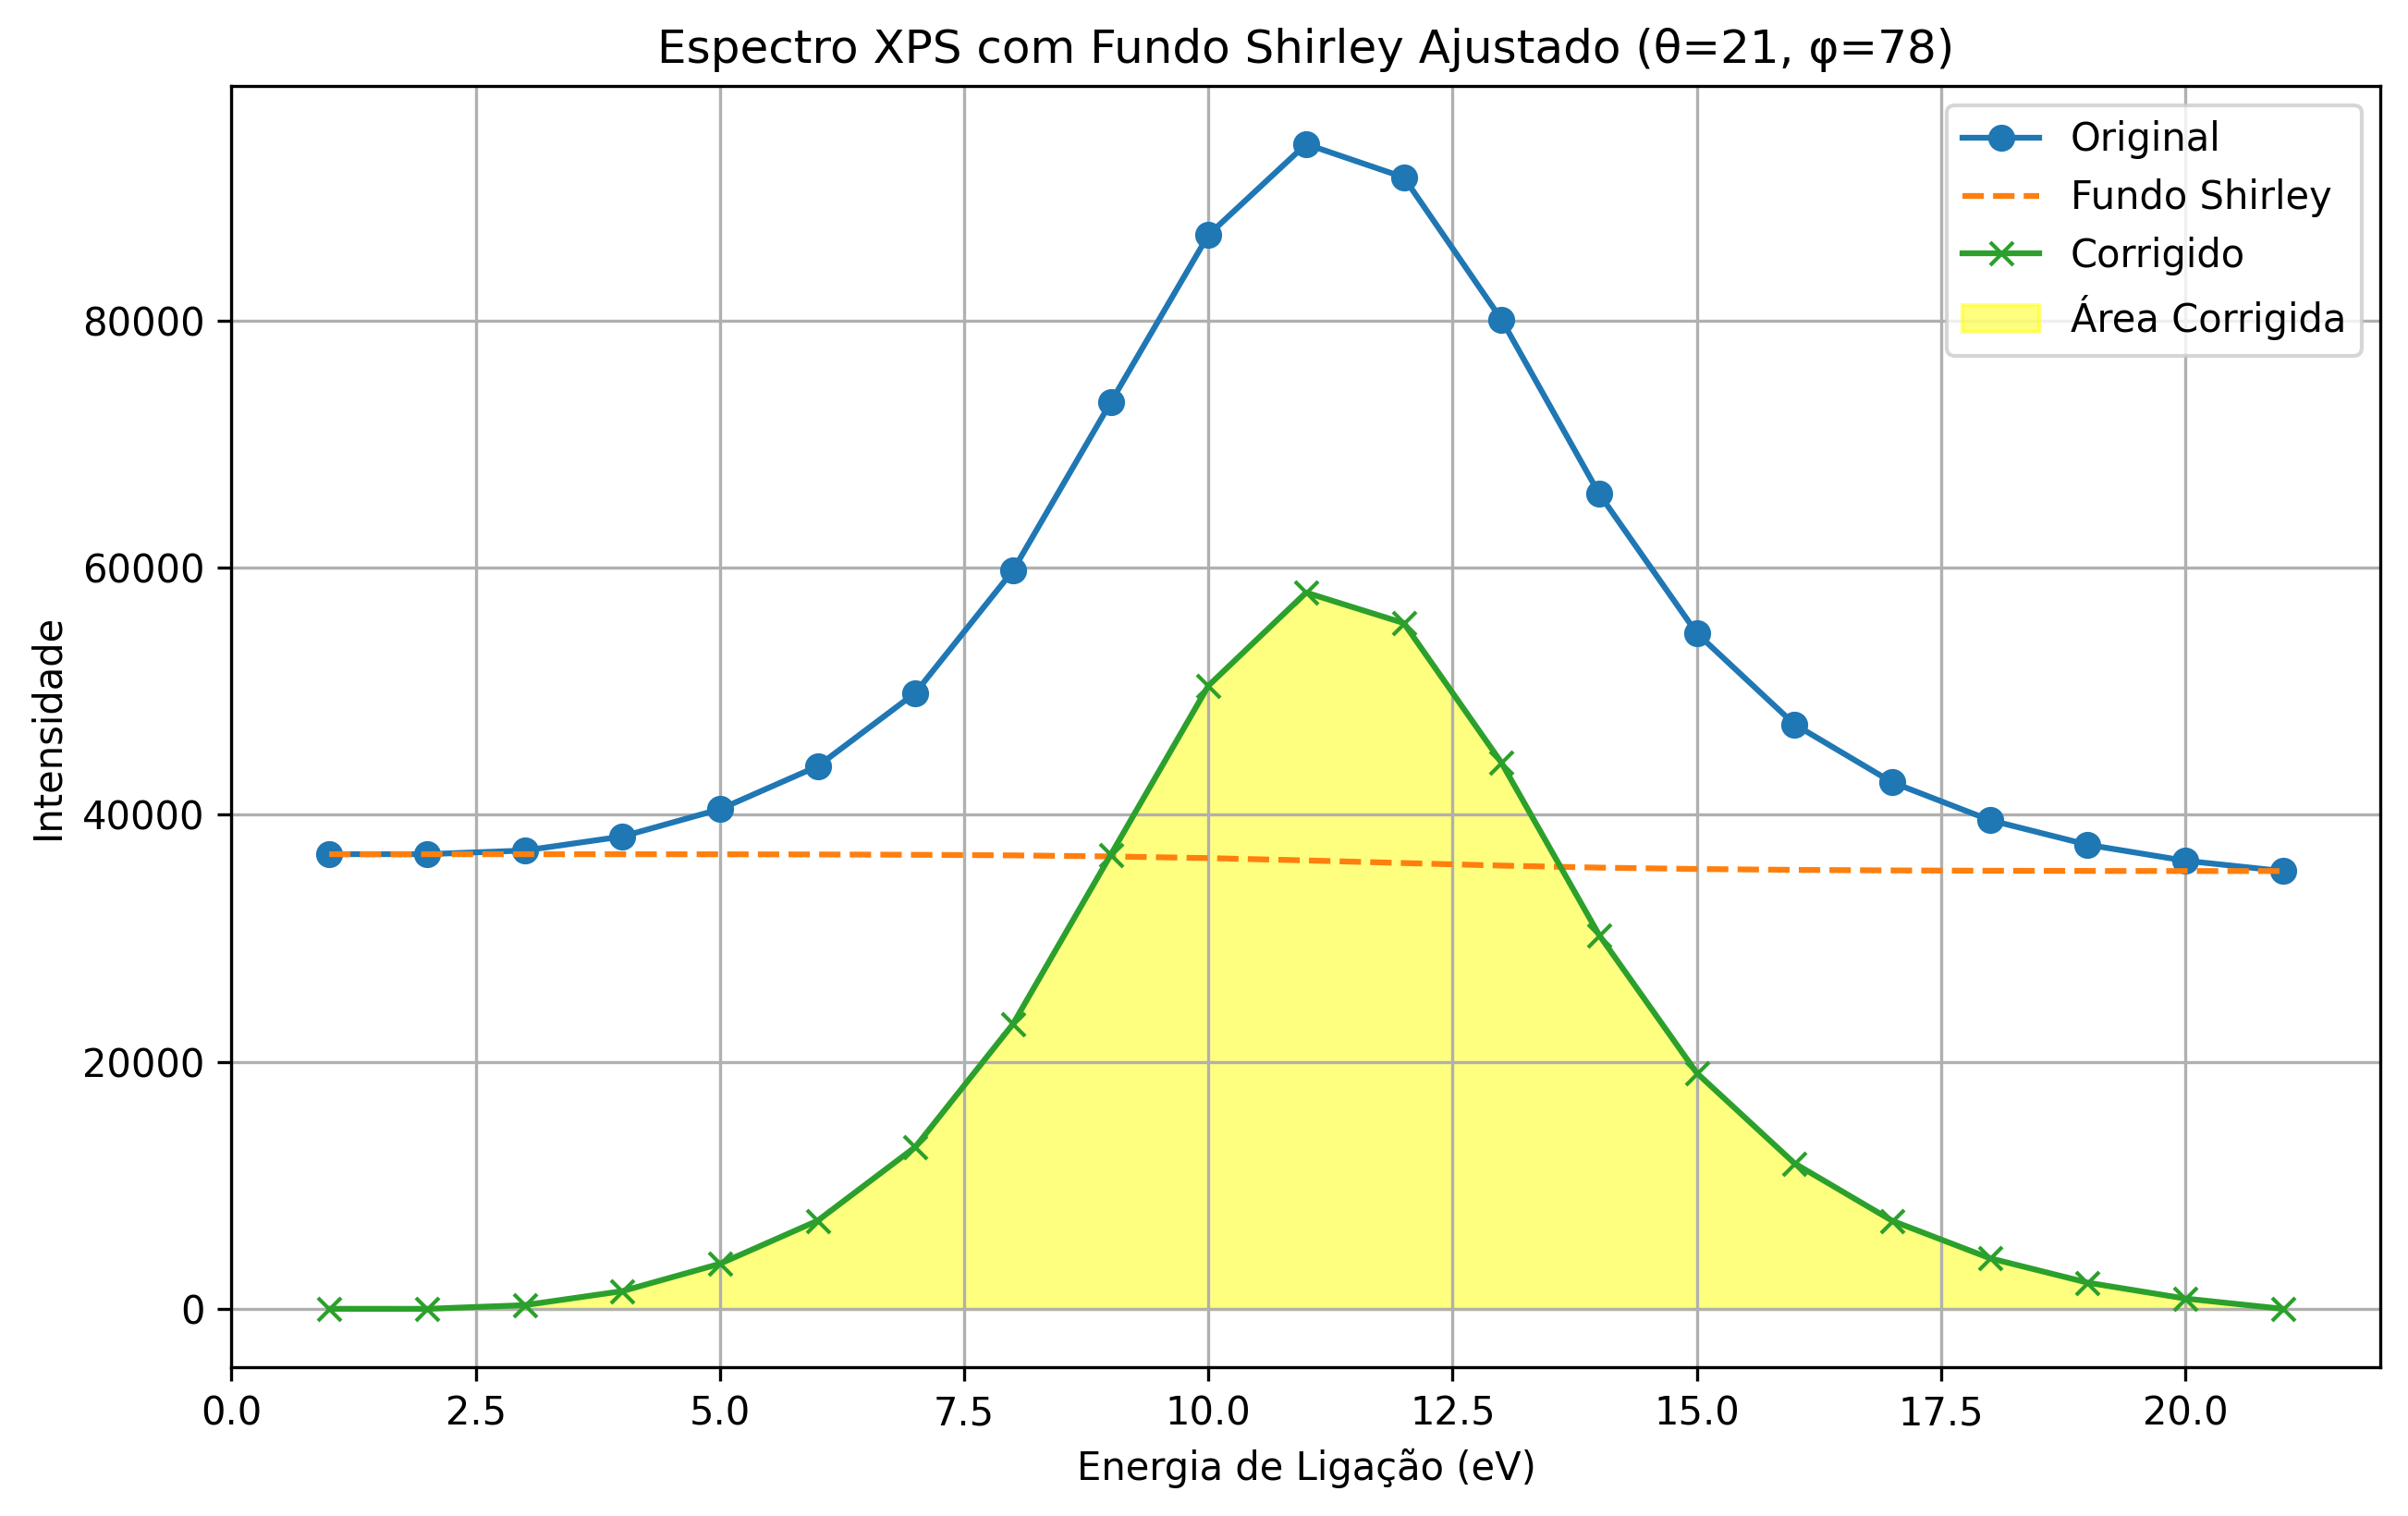 Espectro XPS com Fundo Shirley Ajustado (θ=21, φ=78)
Original
Fundo Shirley
Corrigido
Área Corrigida
Intensidade
80000
60000
40000
20000
0
0.0 2.5 5.0 7.5 10.0 12.5 15.0 17.5 20.0
Energia de Ligação (eV)